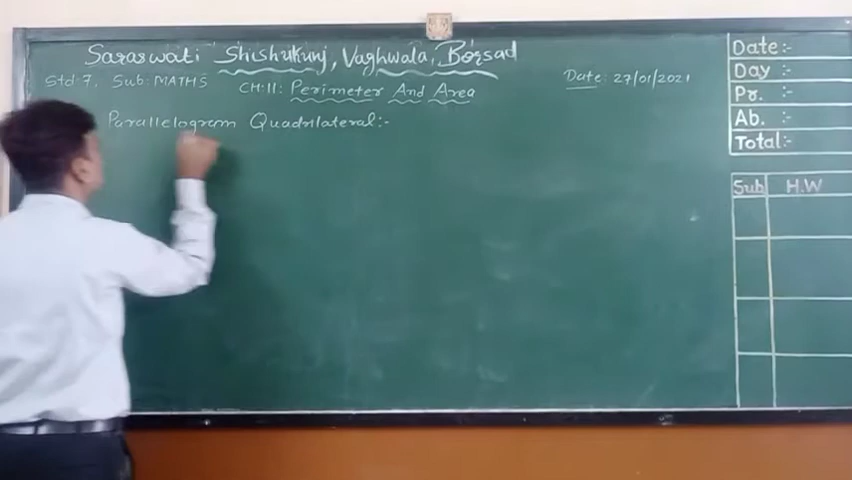 Saraswati Shishukunj, Vaghwala, Borsad
Std:7, Sub: MATHS CH:11: Perimeter And Area Date: 27/01/2021
Parallelogram Quadrilateral:-
Date:-
Day :-
Pr. :-
Ab. :-
Total:-
Sub H.W